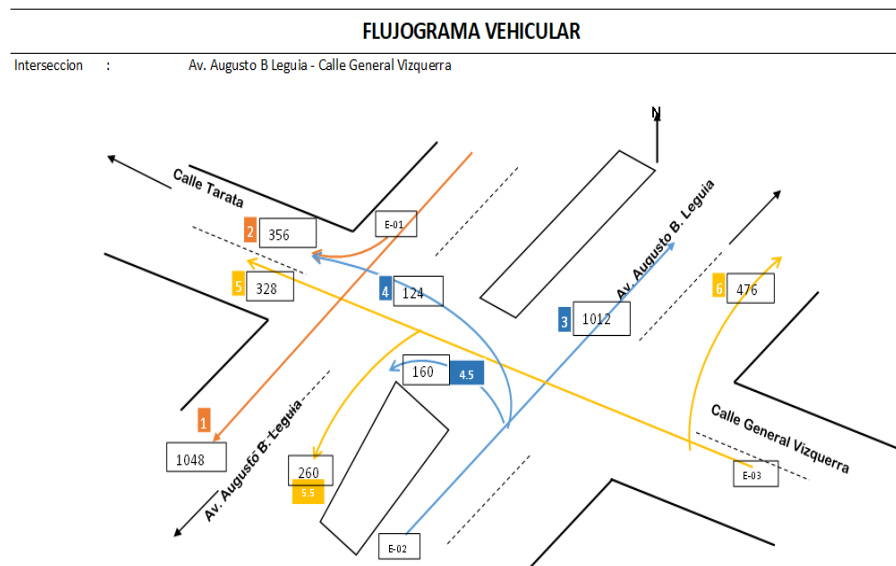 FLUJOGRAMA VEHICULAR
Interseccion : Av. Augusto B Leguia - Calle General Vizquerra
N
Calle Tarata
E-01
2
356
Av. Augusto B. Leguia
5
328
4
124
6
476
3
1012
160
4.5
1
1048
Av. Augusto B. Leguia
Calle General Vizquerra
260
5.5
E-03
E-02